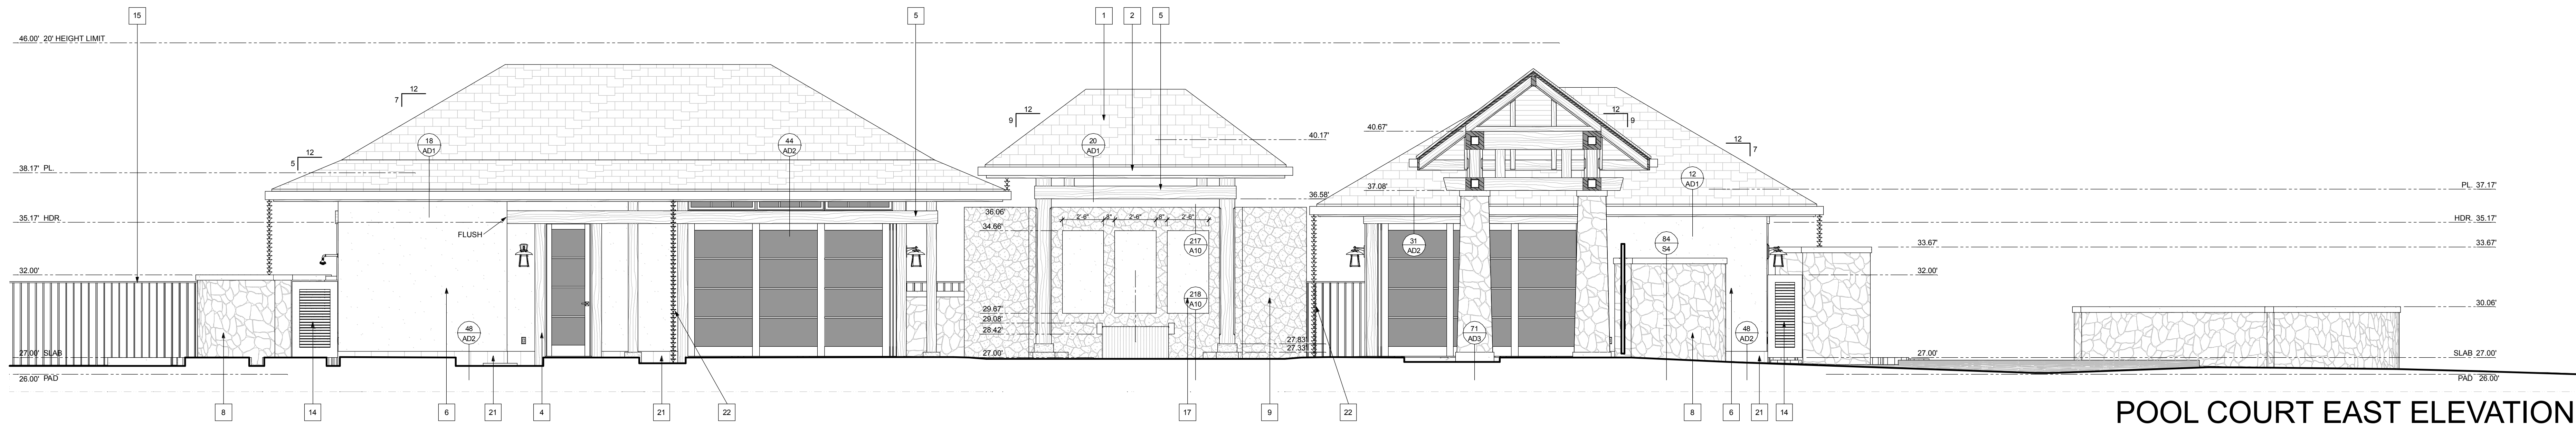 15
5
1
2
5
46.00' 20' HEIGHT LIMIT
12
7
12
5
12
9
12
9
12
7
18
AD1
44
AD2
20
AD1
40.17'
40.67'
12
AD1
38.17' PL.
37.08'
PL. 37.17'
36.58'
35.17' HDR.
36.06'
2'-6"
8"
2'-6"
8"
2'-6"
HDR. 35.17'
FLUSH
34.66'
217
A10
31
AD2
84
S4
33.67'
33.67'
32.00'
32.00'
218
A10
29.67'
29.08'
28.42'
30.06'
48
AD2
71
AD3
48
AD2
27.83'
27.33'
27.00' SLAB
27.00'
27.00'
SLAB 27.00'
26.00' PAD
PAD 26.00'
8
14
6
21
4
21
22
17
9
22
8
6
21
14
POOL COURT EAST ELEVATION